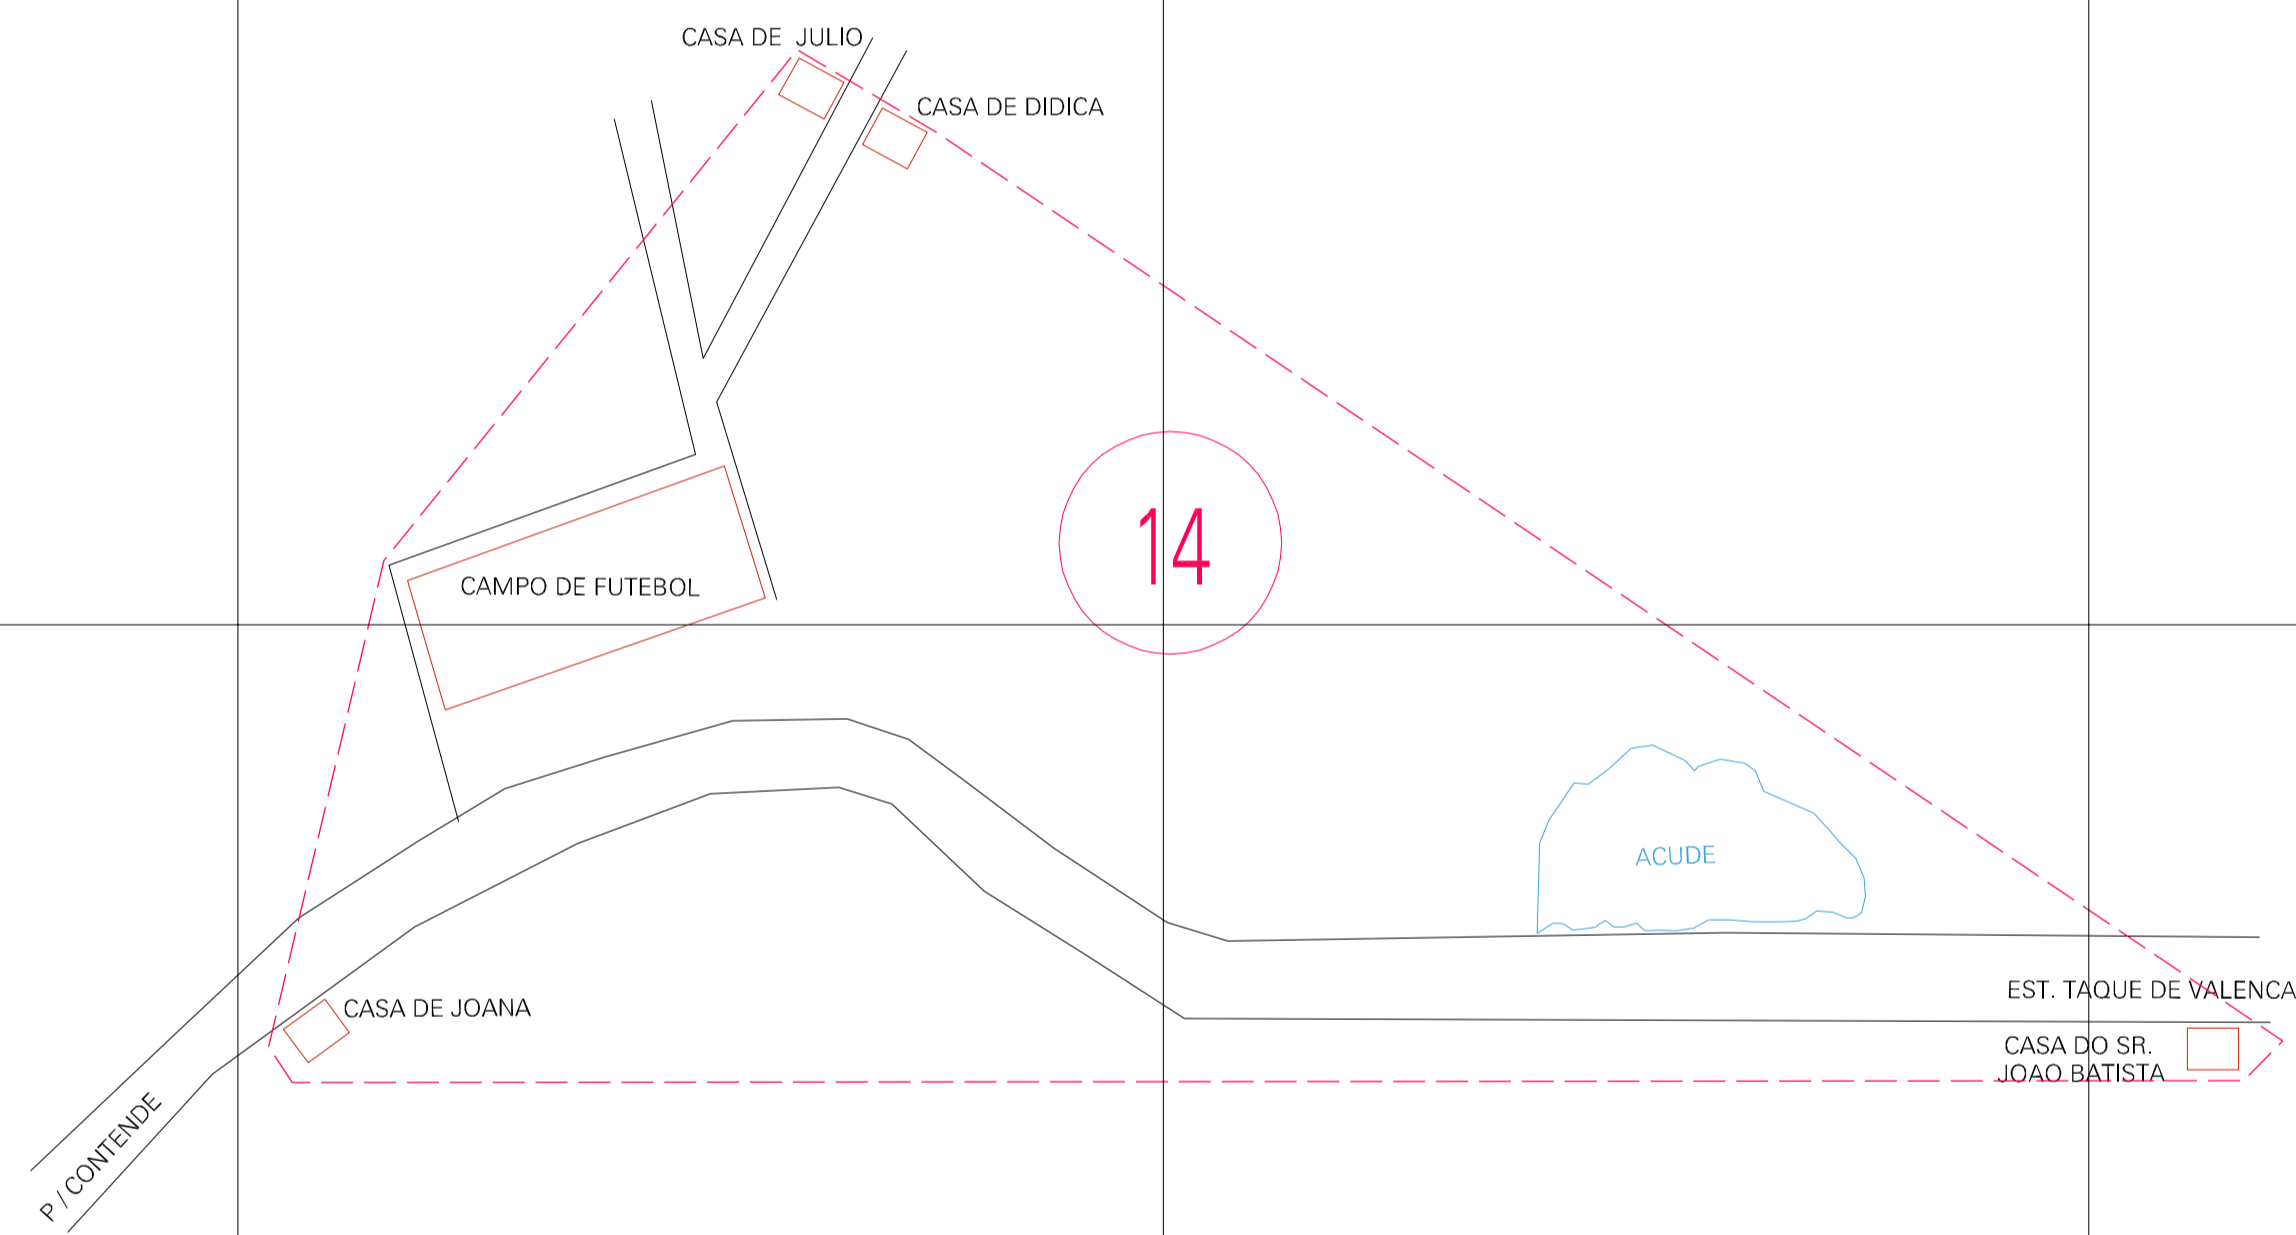 CASA DE JULIO
CASA DE DIDICA
14
CAMPO DE FUTEBOL
ACUDE
EST. TAQUE DE VALENCA
CASA DE JOANA
CASA DO SR.
JOAO BATISTA
P / CONTENDE